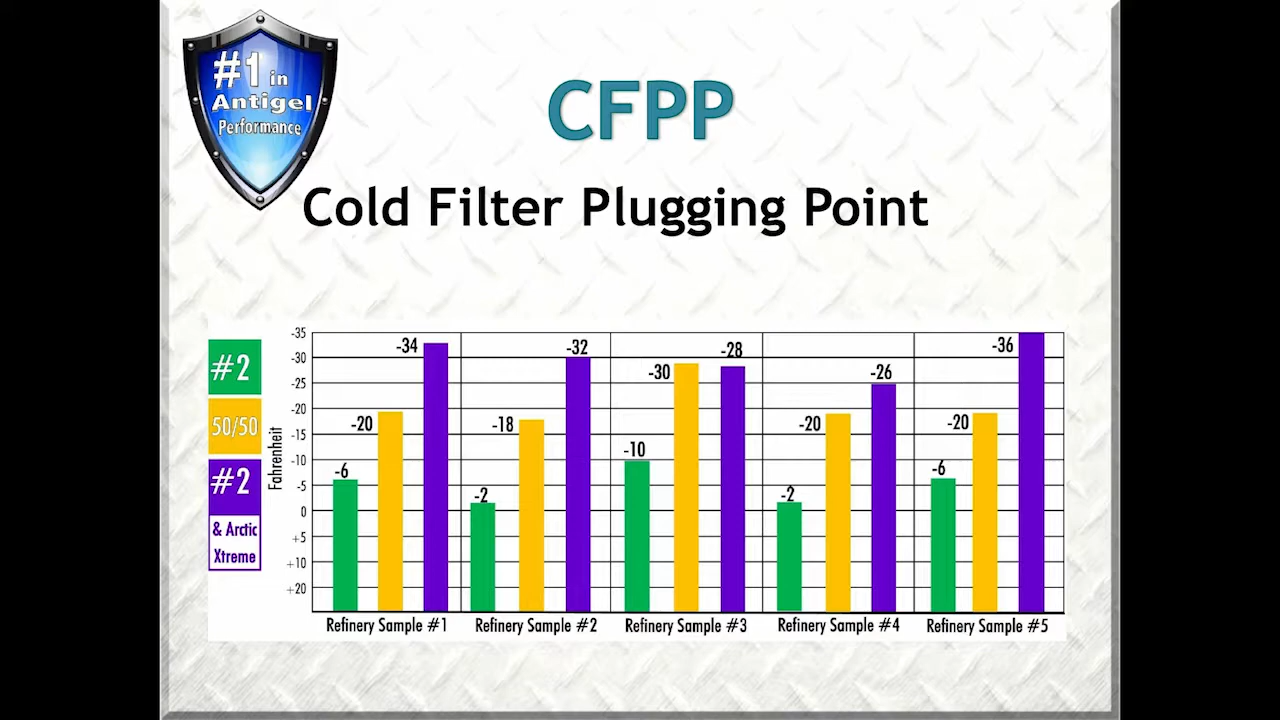 #1 in
Antigel
Performance
CFPP
Cold Filter Plugging Point
#2
50/50
#2
& Arctic
Xtreme
Fahrenheit
-35
-30
-25
-20
-15
-10
-5
0
+5
+10
+20
-6
-20
-34
-2
-18
-32
-10
-30
-28
-2
-20
-26
-6
-20
-36
Refinery Sample #1
Refinery Sample #2
Refinery Sample #3
Refinery Sample #4
Refinery Sample #5